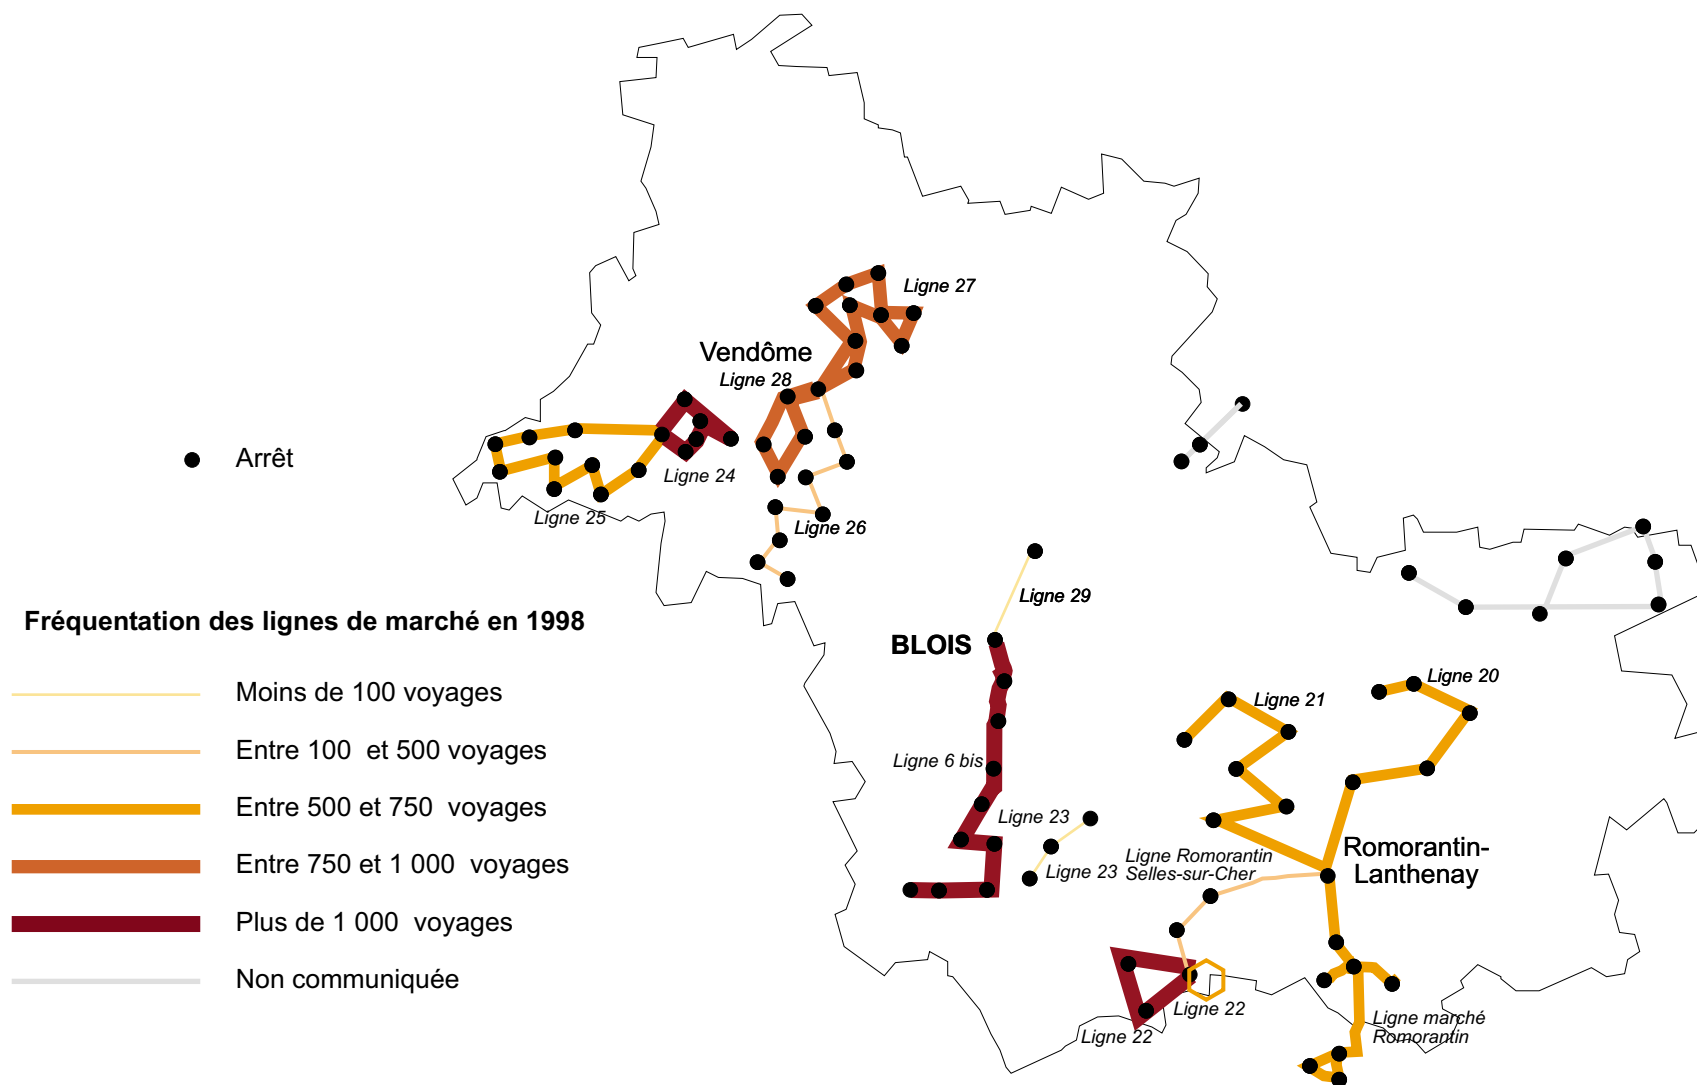 Ligne 27
Vendôme
Ligne 28
Arrêt
Ligne 24
Ligne 25
Ligne 26
Ligne 29
Fréquentation des lignes de marché en 1998
BLOIS
Ligne 20
Moins de 100 voyages
Ligne 21
Entre 100 et 500 voyages
Ligne 6 bis
Entre 500 et 750 voyages
Ligne 23
Ligne Romorantin
Selles-sur-Cher
Romorantin-
Lanthenay
Entre 750 et 1 000 voyages
Ligne 23
Plus de 1 000 voyages
Non communiquée
Ligne 22
Ligne 22
Ligne marché
Romorantin